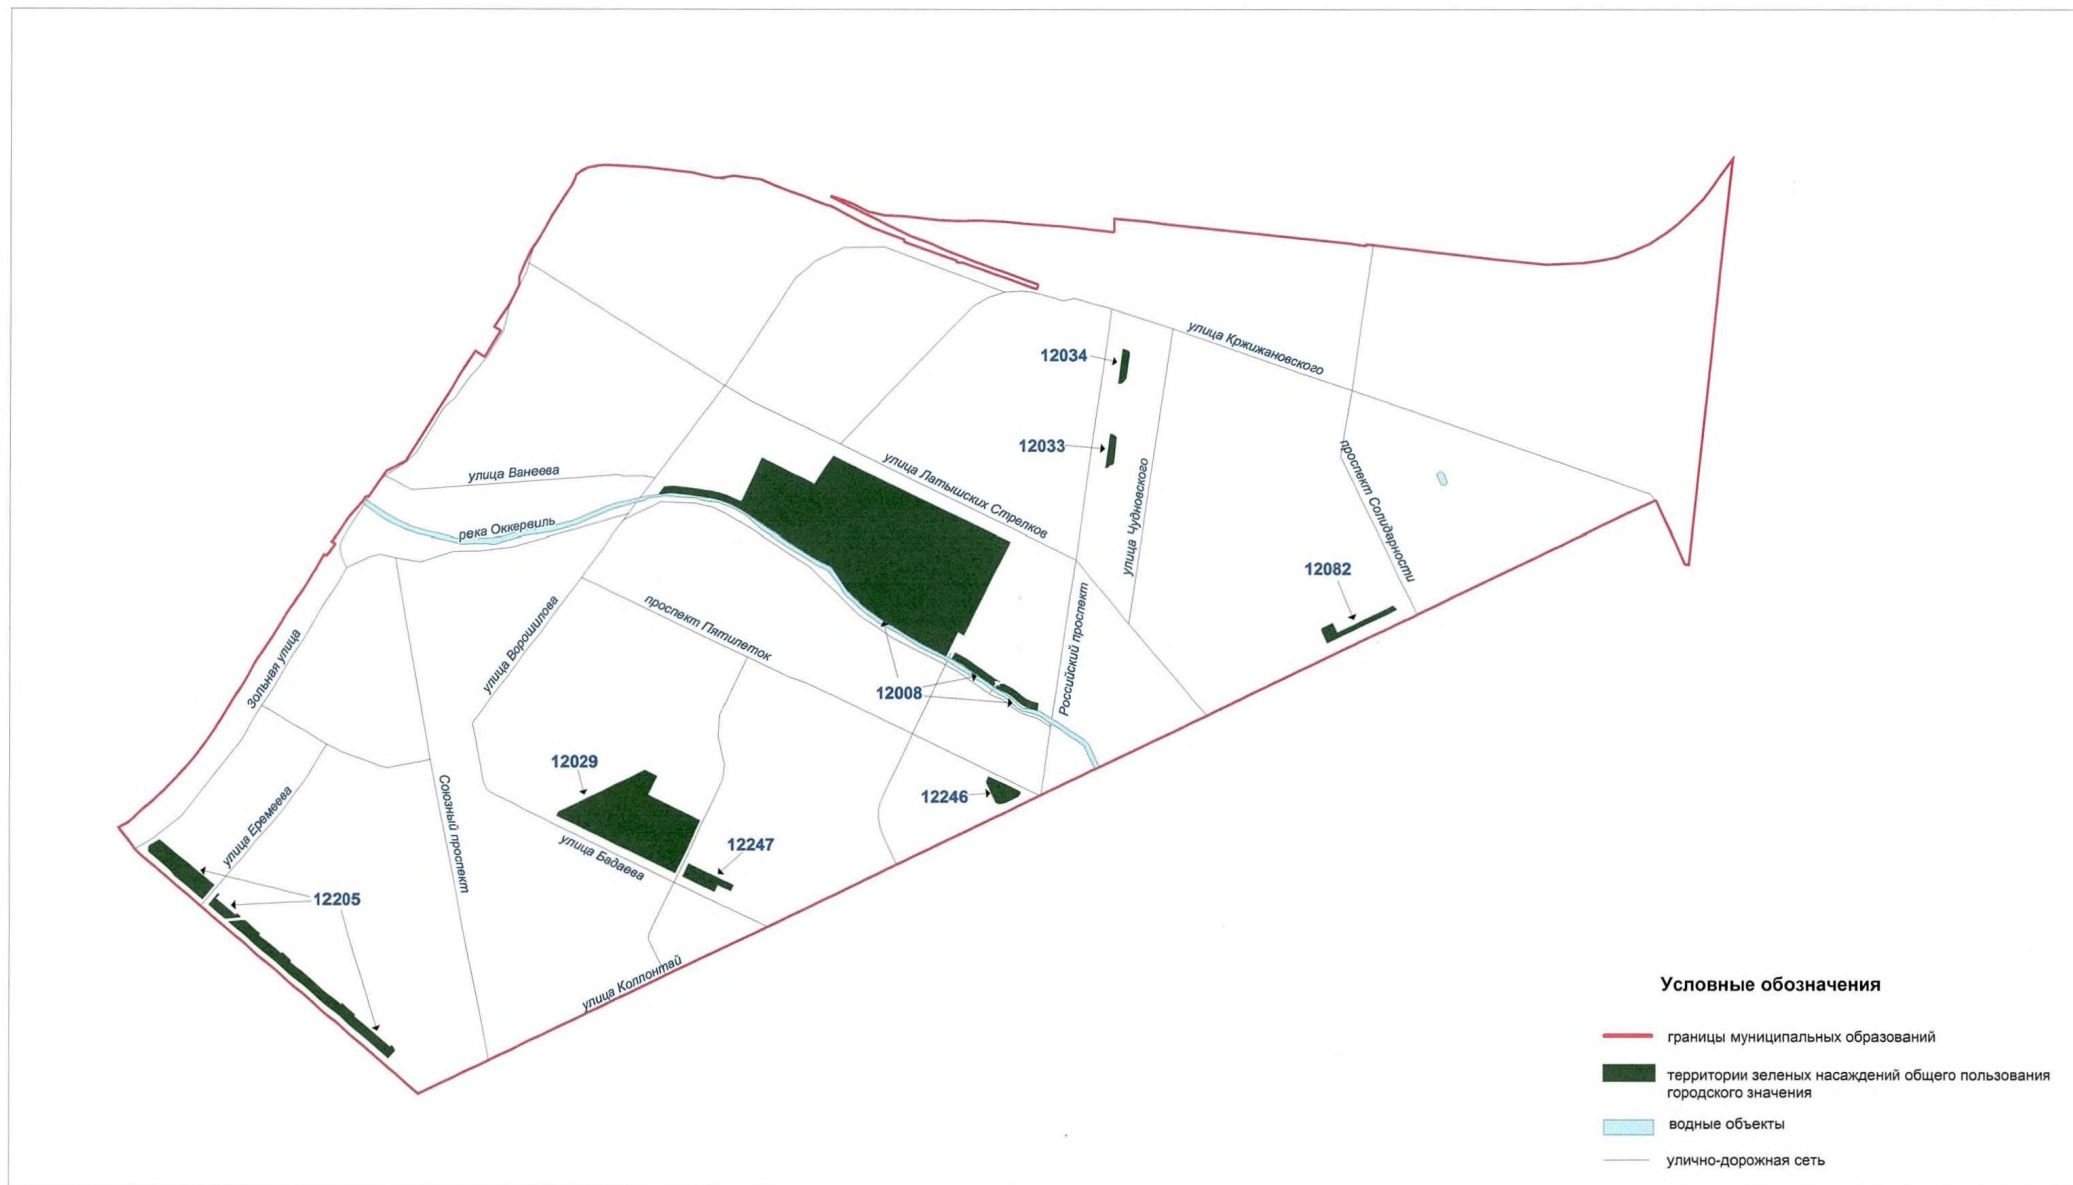 12034
улица Кржижановского
12033
улица Латышских Стрелков
улица Ванеева
река Оккервиль
улица Чудновского
проспект Солидарности
12082
улица Ворошилова
проспект Пятилеток
Российский проспект
Зольная улица
12008
12029
12246
улица Еремеева
Союзный проспект
12247
улица Бадаева
12205
улица Коллонтай
Условные обозначения
границы муниципальных образований
территории зеленых насаждений общего пользования
городского значения
водные объекты
улично-дорожная сеть